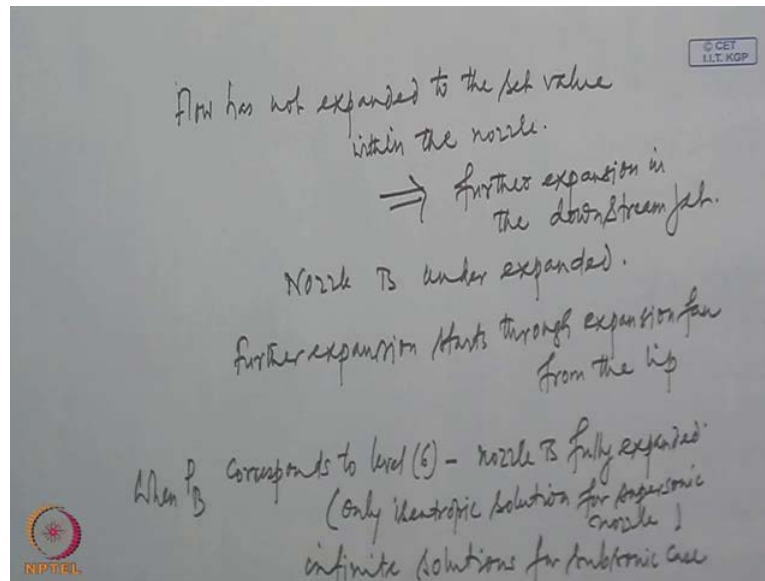 © CET
I.I.T. KGP
Flow has not expanded to the set value
within the nozzle.
⇒ further expansion in
the downstream jet.
Nozzle is under expanded.
further expansion starts through expansion fan
from the lip
When P_B corresponds to level (6) - nozzle is fully expanded
(Only isentropic solution for supersonic
nozzle)
infinite solutions for subsonic case
NPTEL